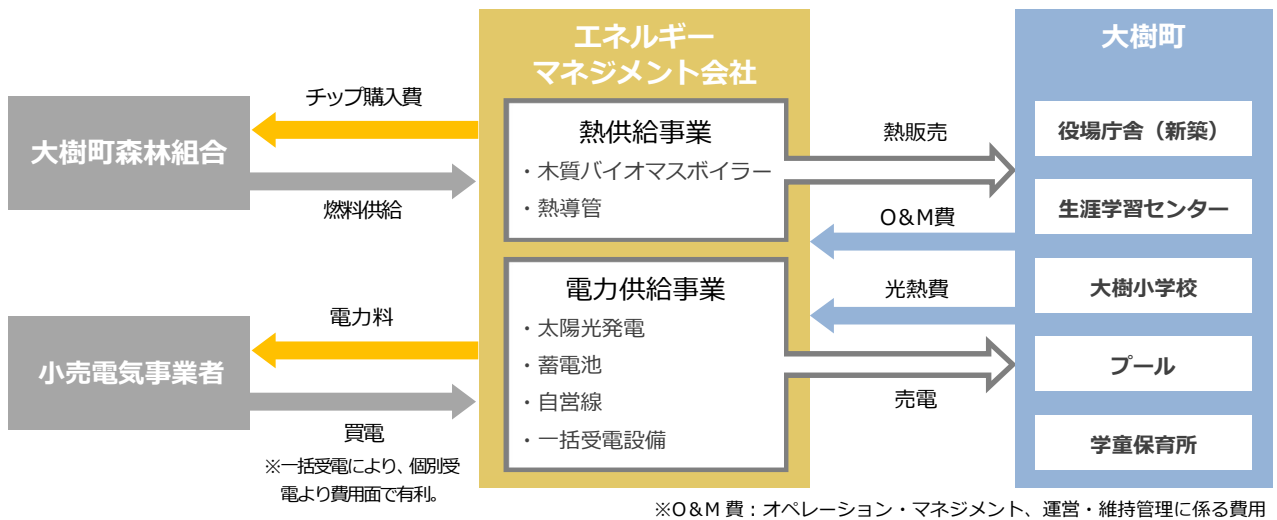 エネルギー
マネジメント会社
大樹町
大樹町森林組合
チップ購入費
燃料供給
熱供給事業
・木質バイオマスボイラー
・熱導管
熱販売
O&M費
役場庁舎（新築）
生涯学習センター
大樹小学校
プール
学童保育所
小売電気事業者
電力料
買電
※一括受電により、個別受
電より費用面で有利。
電力供給事業
・太陽光発電
・蓄電池
・自営線
・一括受電設備
光熱費
売電
※O&M 費：オペレーション・マネジメント、運営・維持管理に係る費用